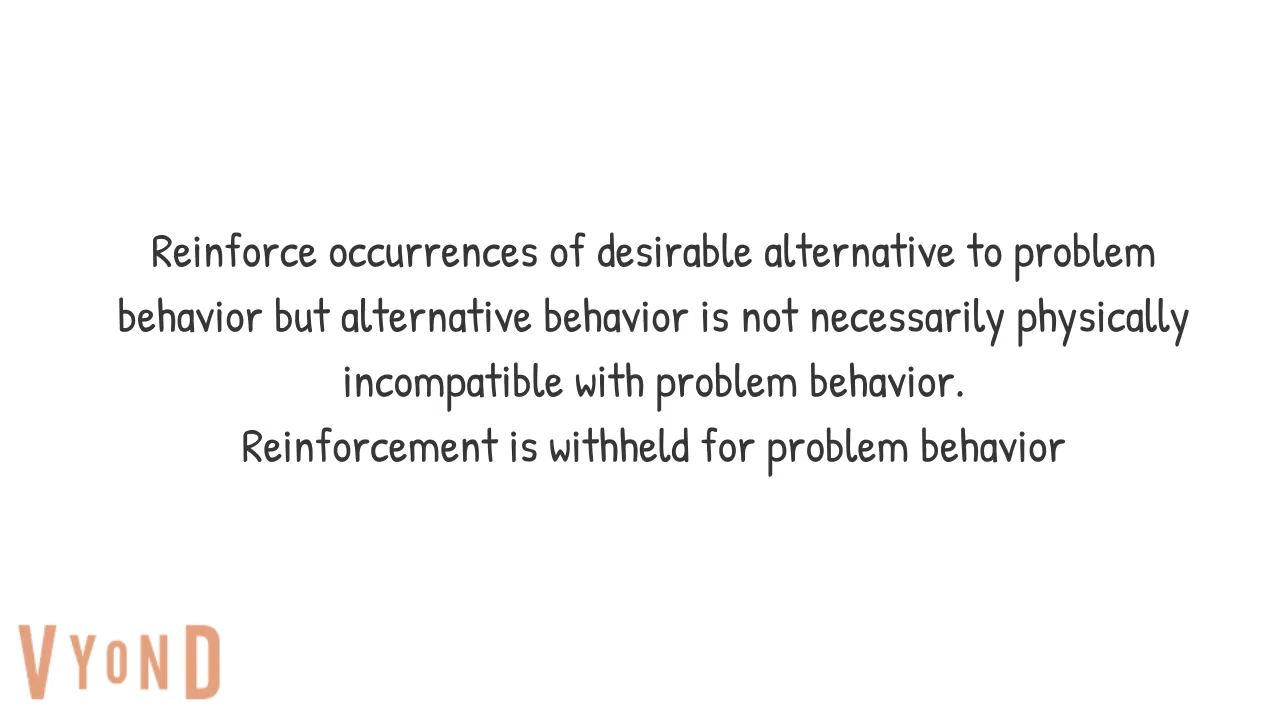 Reinforce occurrences of desirable alternative to problem
behavior but alternative behavior is not necessarily physically
incompatible with problem behavior.
Reinforcement is withheld for problem behavior
VYOND